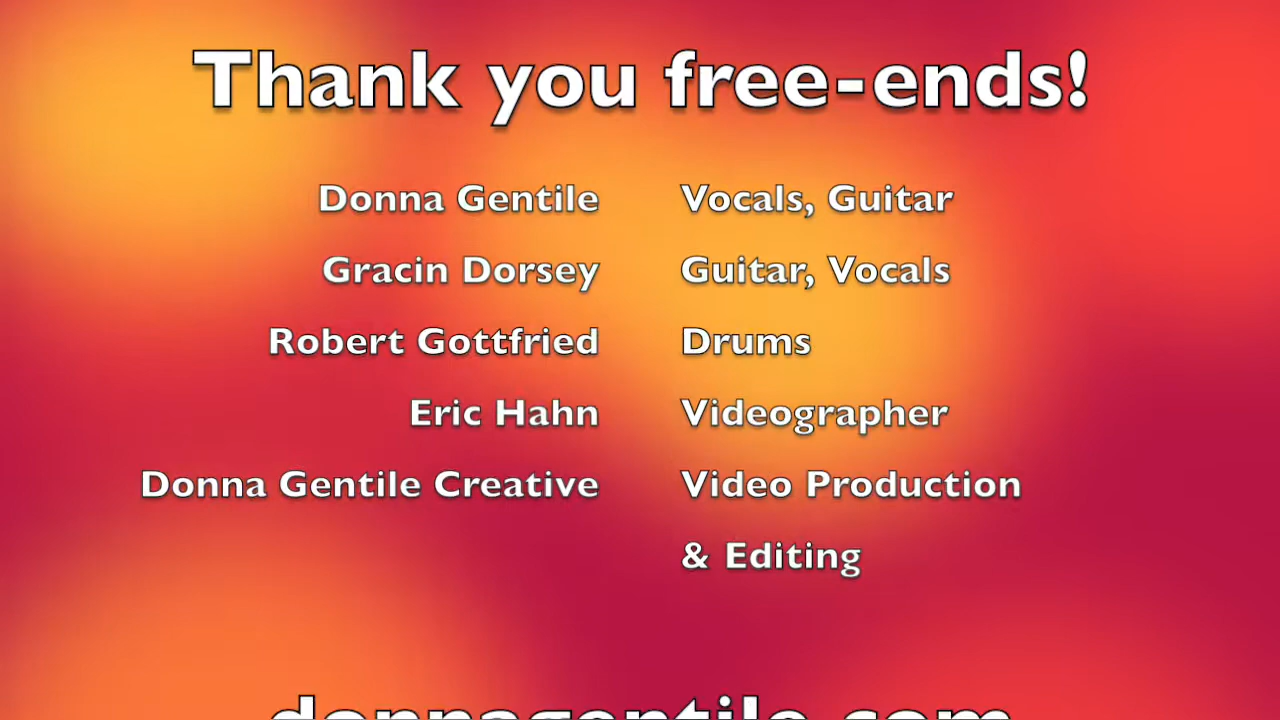 Thank you free-ends!
Donna Gentile Vocals, Guitar
Gracin Dorsey Guitar, Vocals
Robert Gottfried Drums
Eric Hahn Videographer
Donna Gentile Creative Video Production
& Editing
donnagentile.com